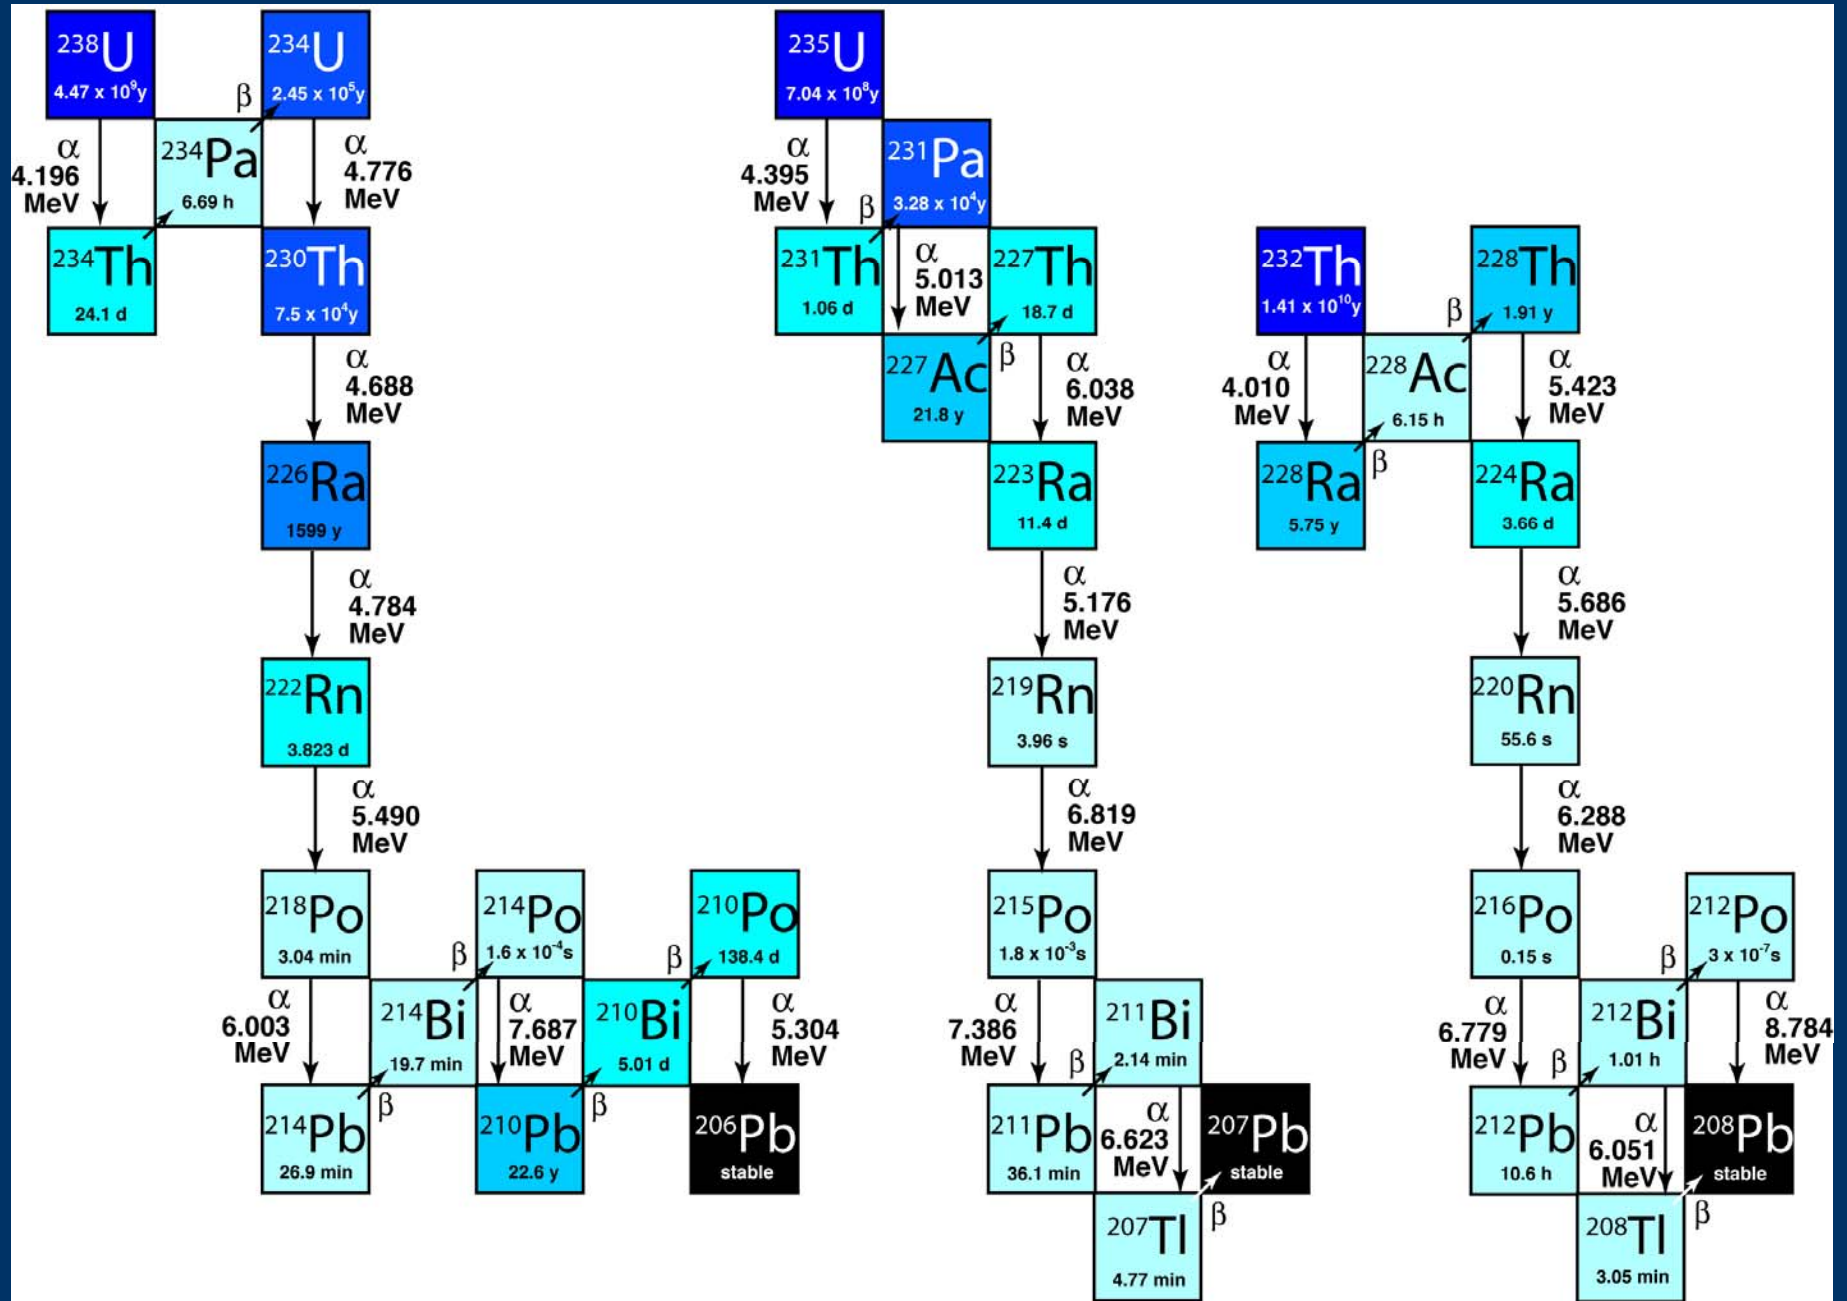 238U
4.47 x 10⁹y
234U
2.45 x 10⁵y
β
234Pa
6.69 h
α
4.196
MeV
α
4.776
MeV
234Th
24.1 d
230Th
7.5 x 10⁴y
α
4.688
MeV
226Ra
1599 y
α
4.784
MeV
222Rn
3.823 d
α
5.490
MeV
218Po
3.04 min
214Po
1.6 x 10⁻⁴s
210Po
138.4 d
β
β
α
6.003
MeV
214Bi
19.7 min
α
7.687
MeV
210Bi
5.01 d
α
5.304
MeV
β
β
214Pb
26.9 min
210Pb
22.6 y
206Pb
stable
235U
7.04 x 10⁸y
α
4.395
MeV
231Pa
3.28 x 10⁴y
β
231Th
1.06 d
α
5.013
MeV
227Th
18.7 d
227Ac
21.8 y
β
α
6.038
MeV
223Ra
11.4 d
α
5.176
MeV
219Rn
3.96 s
α
6.819
MeV
215Po
1.8 x 10⁻³s
α
7.386
MeV
211Bi
2.14 min
β
211Pb
36.1 min
α
6.623
MeV
207Pb
stable
207Tl
4.77 min
β
232Th
1.41 x 10¹⁰y
228Th
1.91 y
β
α
4.010
MeV
228Ac
6.15 h
α
5.423
MeV
228Ra
5.75 y
β
224Ra
3.66 d
α
5.686
MeV
220Rn
55.6 s
α
6.288
MeV
216Po
0.15 s
212Po
3 x 10⁻⁷s
β
α
6.779
MeV
212Bi
1.01 h
α
8.784
MeV
β
212Pb
10.6 h
α
6.051
MeV
208Pb
stable
208Tl
3.05 min
β